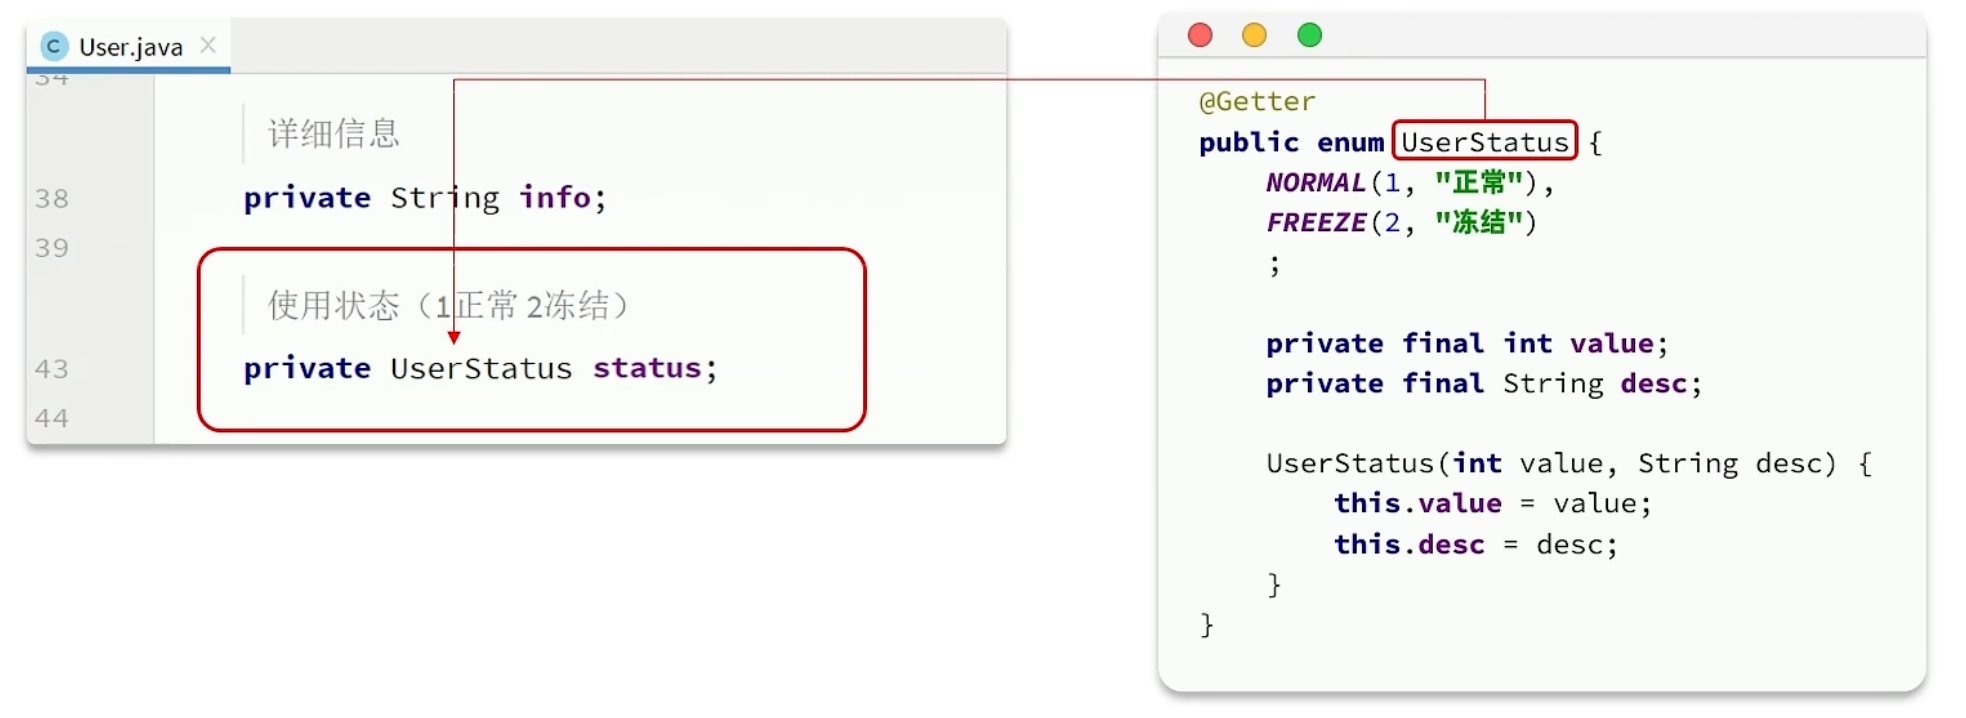 User.java
34
详细信息
38 private String info;
39
使用状态（1正常 2冻结）
43 private UserStatus status;
44
@Getter
public enum UserStatus {
NORMAL(1, "正常"),
FREEZE(2, "冻结")
;
private final int value;
private final String desc;
UserStatus(int value, String desc) {
this.value = value;
this.desc = desc;
}
}